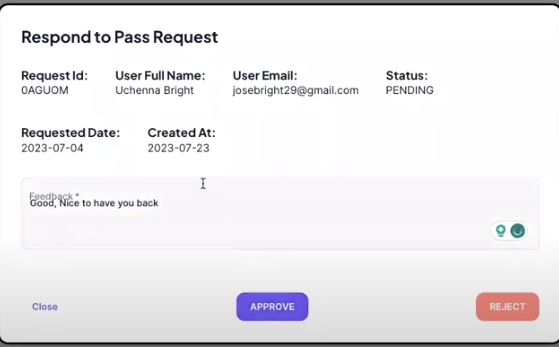 Respond to Pass Request
Request Id: User Full Name: User Email: Status:
0AGUOM Uchenna Bright josebright29@gmail.com PENDING
Requested Date: Created At:
2023-07-04 2023-07-23
Feedback *
Good, Nice to have you back
Close APPROVE REJECT